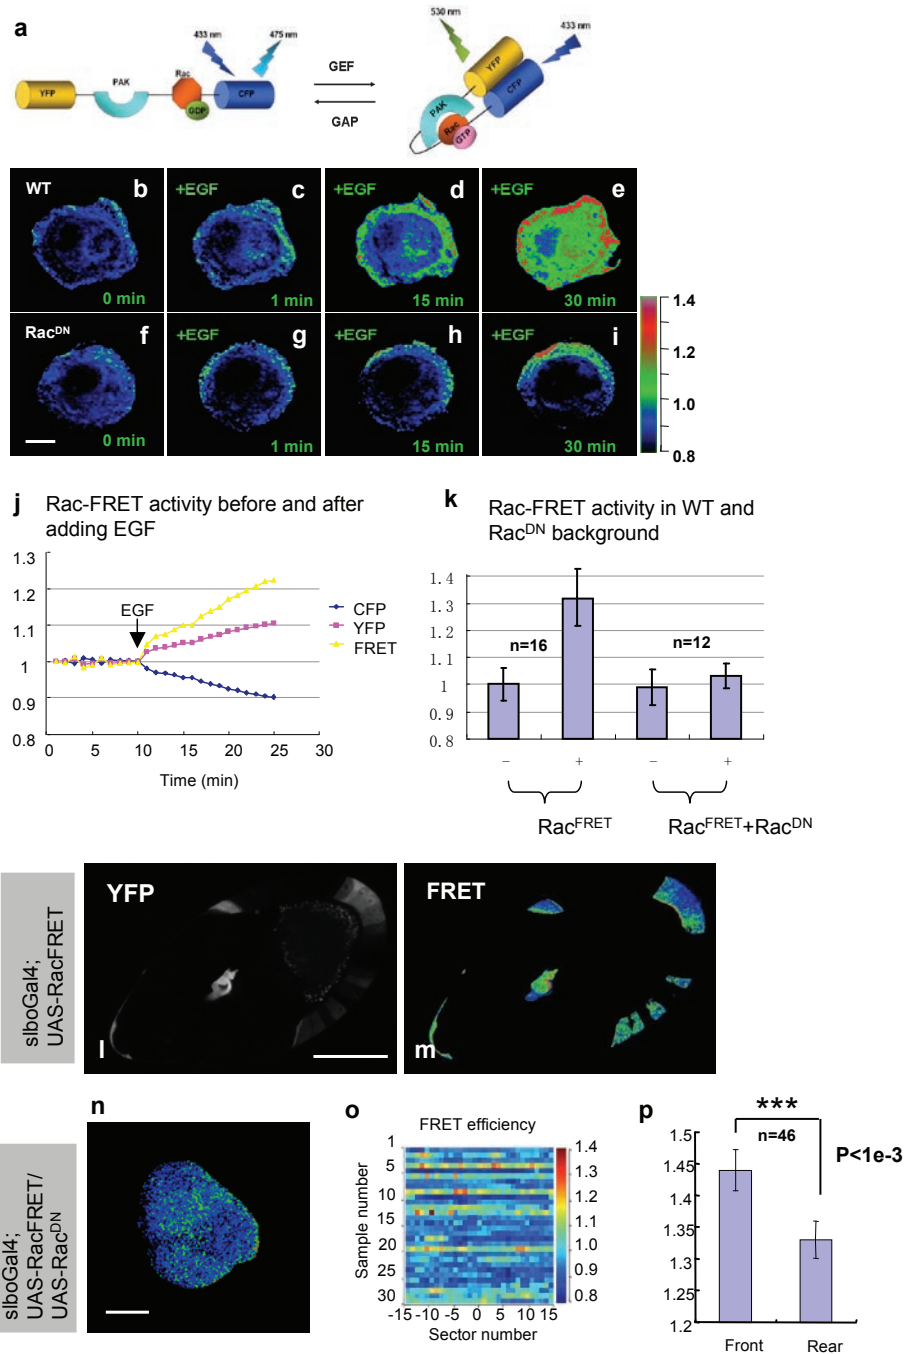 a
433 nm
475 nm
YFP
PAK
Rac
GDP
CFP
GEF
GAP
530 nm
433 nm
YFP
CFP
PAK
Rac
GTP
WT
b
0 min
+EGF
c
1 min
+EGF
d
15 min
+EGF
e
30 min
RacDN
f
0 min
+EGF
g
1 min
+EGF
h
15 min
+EGF
i
30 min
1.4
1.2
1.0
0.8
j
Rac-FRET activity before and after
adding EGF
1.3
1.2
1.1
1
0.9
0.8
EGF
CFP
YFP
FRET
0 5 10 15 20 25 30
Time (min)
k
Rac-FRET activity in WT and
RacDN background
1.4
1.3
1.2
1.1
1
0.9
0.8
n=16
n=12
− + − +
RacFRET
RacFRET+RacDN
slboGal4;
UAS-RacFRET
YFP
l
FRET
m
slboGal4;
UAS-RacFRET/
UAS-RacDN
n
o
FRET efficiency
Sample number
1
5
10
15
20
25
30
-15 -10 -5 0 5 10 15
Sector number
1.4
1.3
1.2
1.1
1.0
0.9
0.8
p
***
n=46
P<1e-3
1.5
1.45
1.4
1.35
1.3
1.25
1.2
Front
Rear